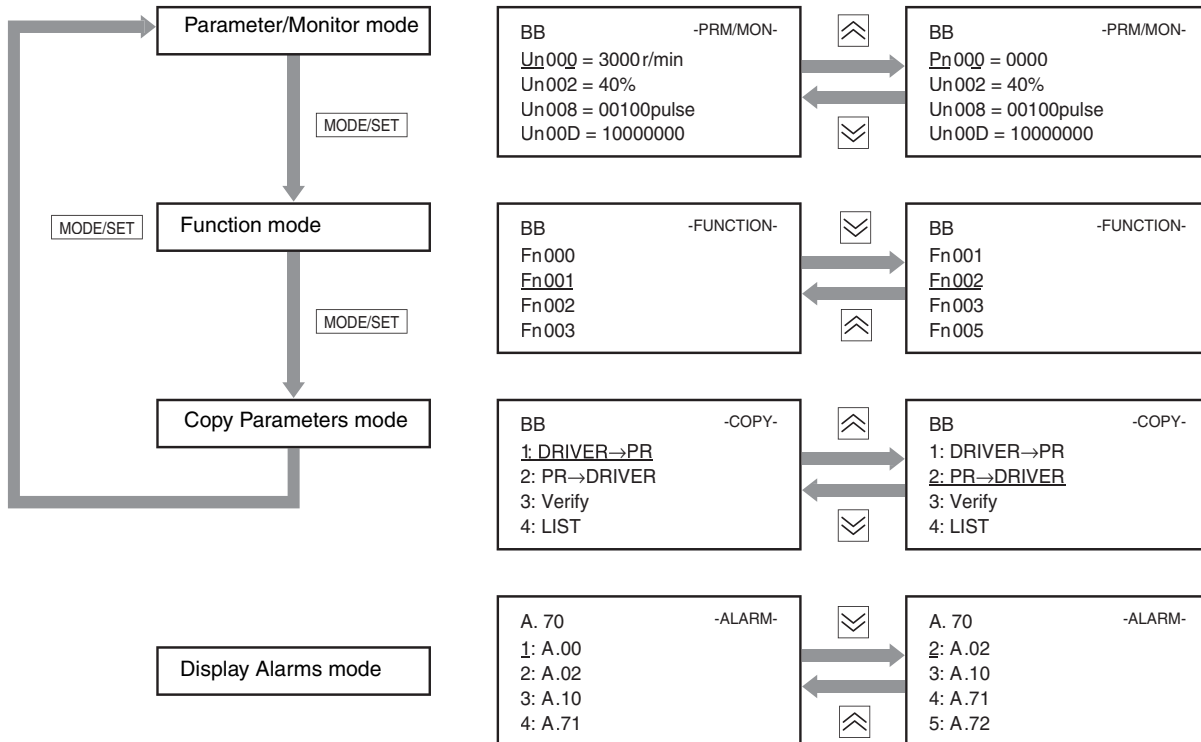 Parameter/Monitor mode
MODE/SET
BB -PRM/MON-
Un000 = 3000r/min
Un002 = 40%
Un008 = 00100pulse
Un00D = 10000000
BB -PRM/MON-
Pn000 = 0000
Un002 = 40%
Un008 = 00100pulse
Un00D = 10000000
MODE/SET
Function mode
MODE/SET
BB -FUNCTION-
Fn000
Fn001
Fn002
Fn003
BB -FUNCTION-
Fn001
Fn002
Fn003
Fn005
Copy Parameters mode
BB -COPY-
1: DRIVER→PR
2: PR→DRIVER
3: Verify
4: LIST
BB -COPY-
1: DRIVER→PR
2: PR→DRIVER
3: Verify
4: LIST
Display Alarms mode
A. 70 -ALARM-
1: A.00
2: A.02
3: A.10
4: A.71
A. 70 -ALARM-
2: A.02
3: A.10
4: A.71
5: A.72